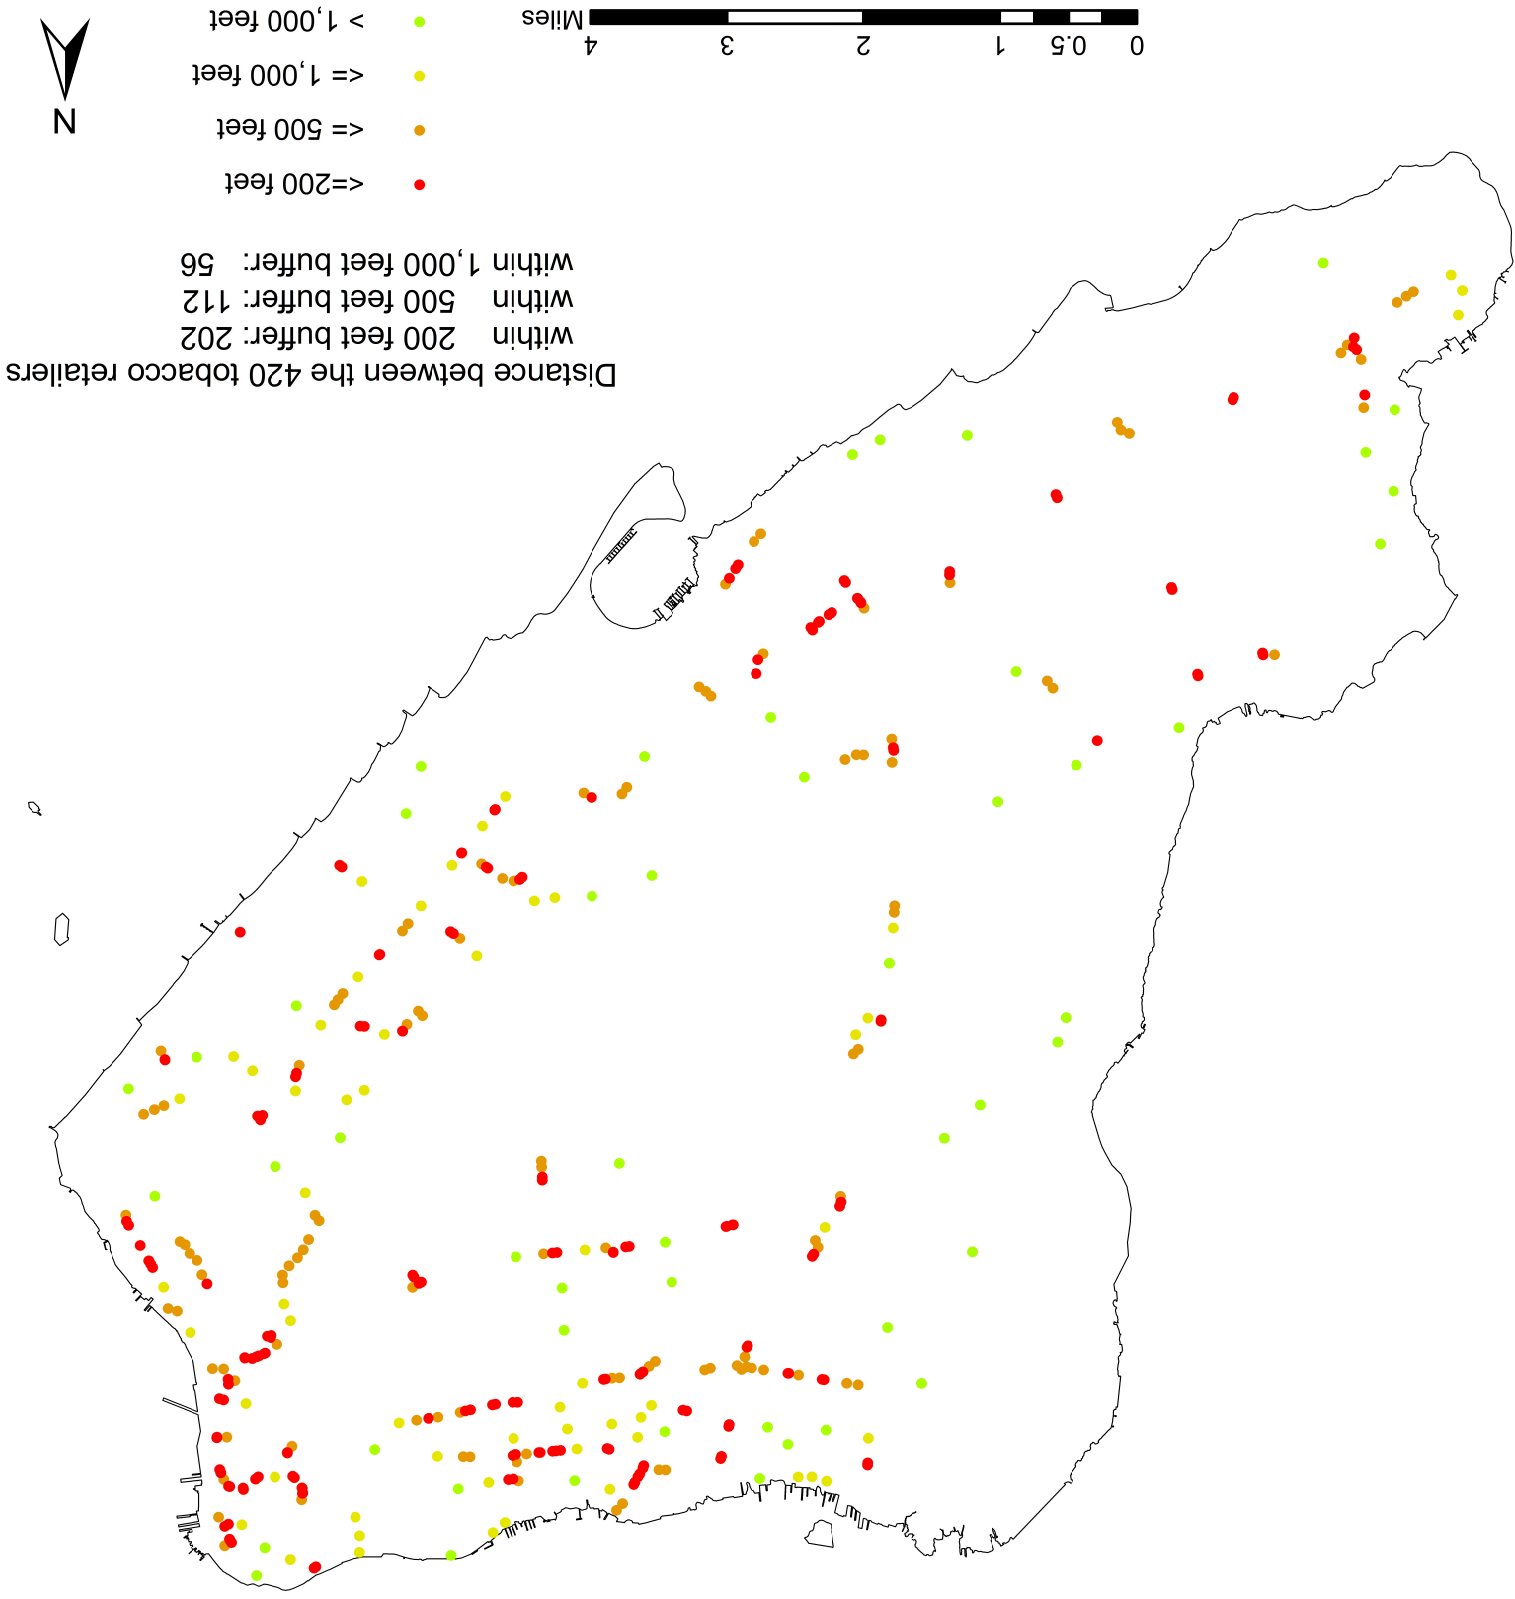 Distance between the 420 tobacco retailers
within 200 feet buffer: 202
within 500 feet buffer: 112
within 1,000 feet buffer: 56
<=200 feet
<= 500 feet
<= 1,000 feet
> 1,000 feet
N
0 0.5 1 2 3 4
Miles